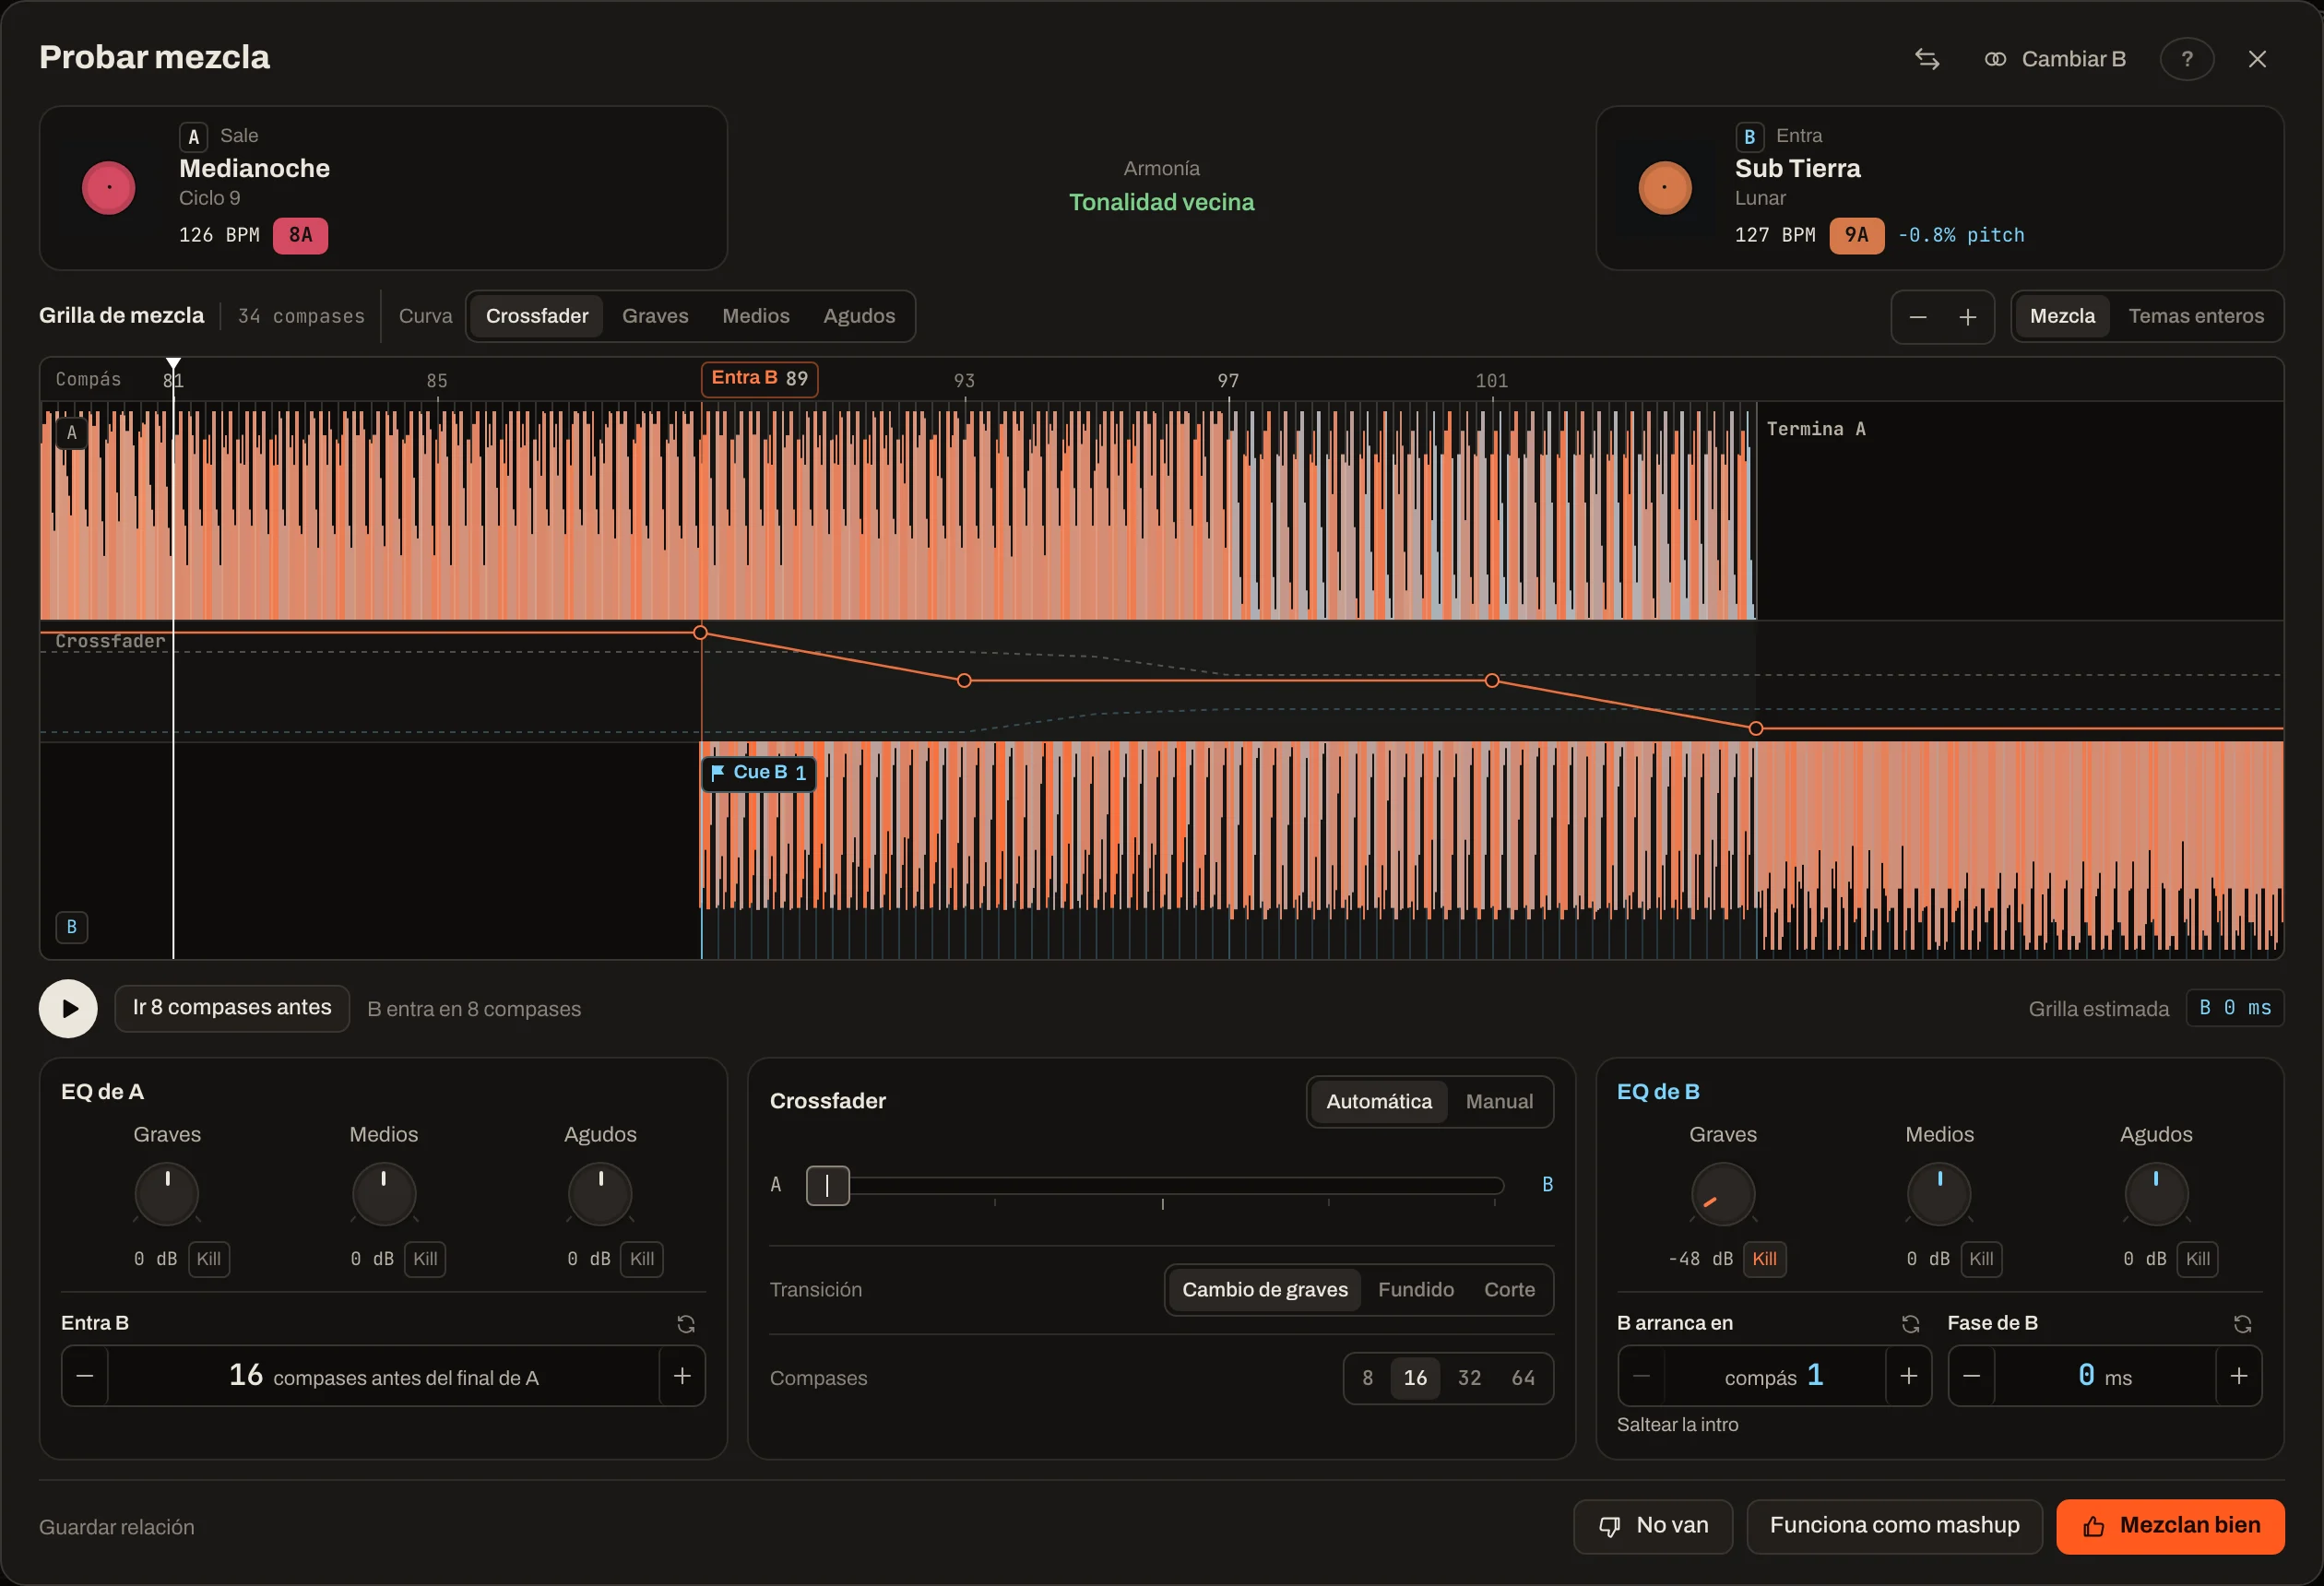 Probar mezcla
Cambiar B
?
A Sale
Medianoche
Ciclo 9
126 BPM 8A
Armonía
Tonalidad vecina
B Entra
Sub Tierra
Lunar
127 BPM 9A -0.8% pitch
Grilla de mezcla 34 compases Curva Crossfader Graves Medios Agudos
Mezcla Temas enteros
Compás 81 85 Entra B 89 93 97 101
A
Termina A
Crossfader
Cue B 1
B
Ir 8 compases antes B entra en 8 compases
Grilla estimada B 0 ms
EQ de A
Graves Medios Agudos
0 dB Kill 0 dB Kill 0 dB Kill
Entra B
− 16 compases antes del final de A +
Crossfader Automática Manual
A B
Transición Cambio de graves Fundido Corte
Compases 8 16 32 64
EQ de B
Graves Medios Agudos
-48 dB Kill 0 dB Kill 0 dB Kill
B arranca en Fase de B
− compás 1 + − 0 ms +
Saltear la intro
Guardar relación
No van Funciona como mashup Mezclan bien